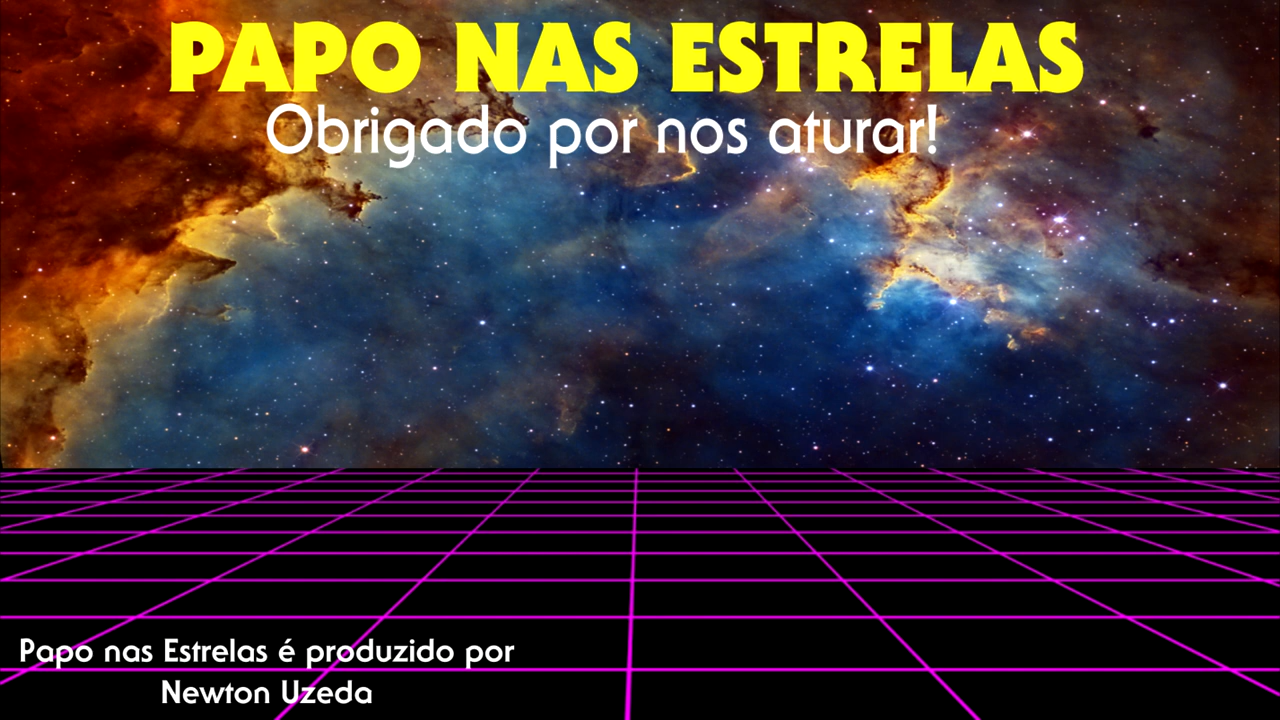 PAPO NAS ESTRELAS
Obrigado por nos aturar!
Papo nas Estrelas é produzido por
Newton Uzeda